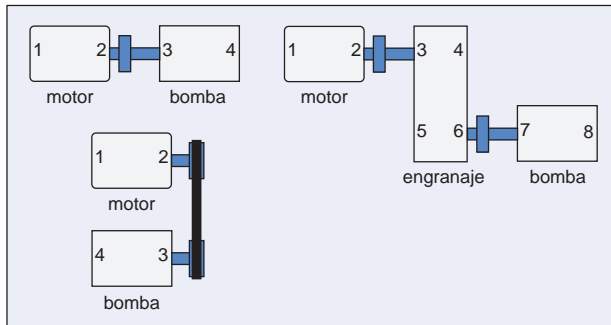 1 2 3 4
motor bomba
1 2 3 4
motor
5 6 7 8
engranaje bomba
1 2
motor
4 3
bomba